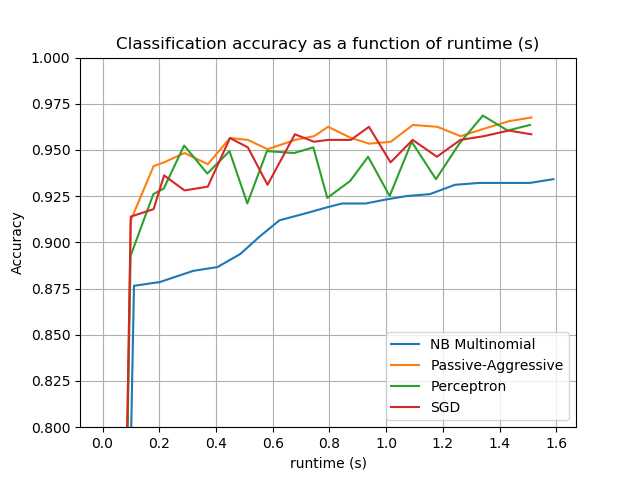 Classification accuracy as a function of runtime (s)
1.000
0.975
0.950
0.925
0.900
0.875
0.850
0.825
0.800
Accuracy
NB Multinomial
Passive-Aggressive
Perceptron
SGD
0.0 0.2 0.4 0.6 0.8 1.0 1.2 1.4 1.6
runtime (s)